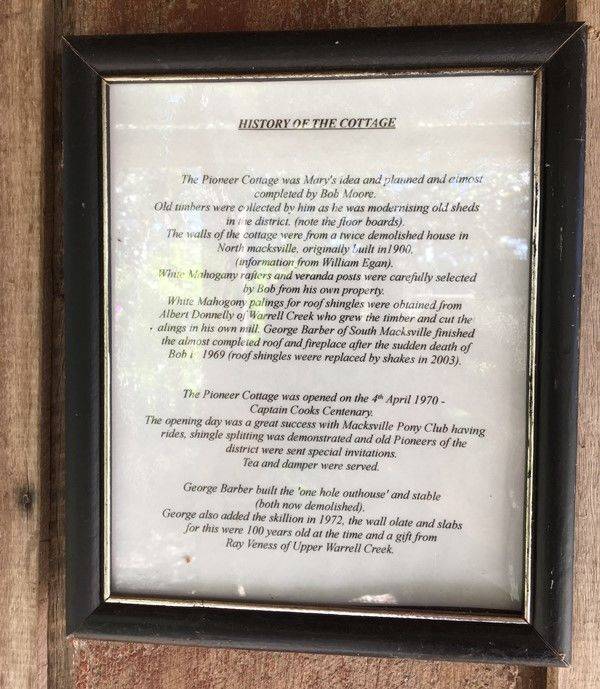 HISTORY OF THE COTTAGE
The Pioneer Cottage was Mary's idea and planned and almost
completed by Bob Moore.
Old timbers were collected by him as he was modernising old sheds
in the district. (note the floor boards).
The walls of the cottage were from a twice demolished house in
North macksville, originally built in1900.
(information from William Egan).
White Mahogany rafters and veranda posts were carefully selected
by Bob from his own property.
White Mahogony palings for roof shingles were obtained from
Albert Donnelly of Warrell Creek who grew the timber and cut the
alings in his own mill. George Barber of South Macksville finished
the almost completed roof and fireplace after the sudden death of
Bob i 1969 (roof shingles weere replaced by shakes in 2003).
The Pioneer Cottage was opened on the 4th April 1970 -
Captain Cooks Centenary.
The opening day was a great success with Macksville Pony Club having
rides, shingle splitting was demonstrated and old Pioneers of the
district were sent special invitations.
Tea and damper were served.
George Barber built the 'one hole outhouse' and stable
(both now demolished).
George also added the skillion in 1972, the wall olate and slabs
for this were 100 years old at the time and a gift from
Ray Veness of Upper Warrell Creek.